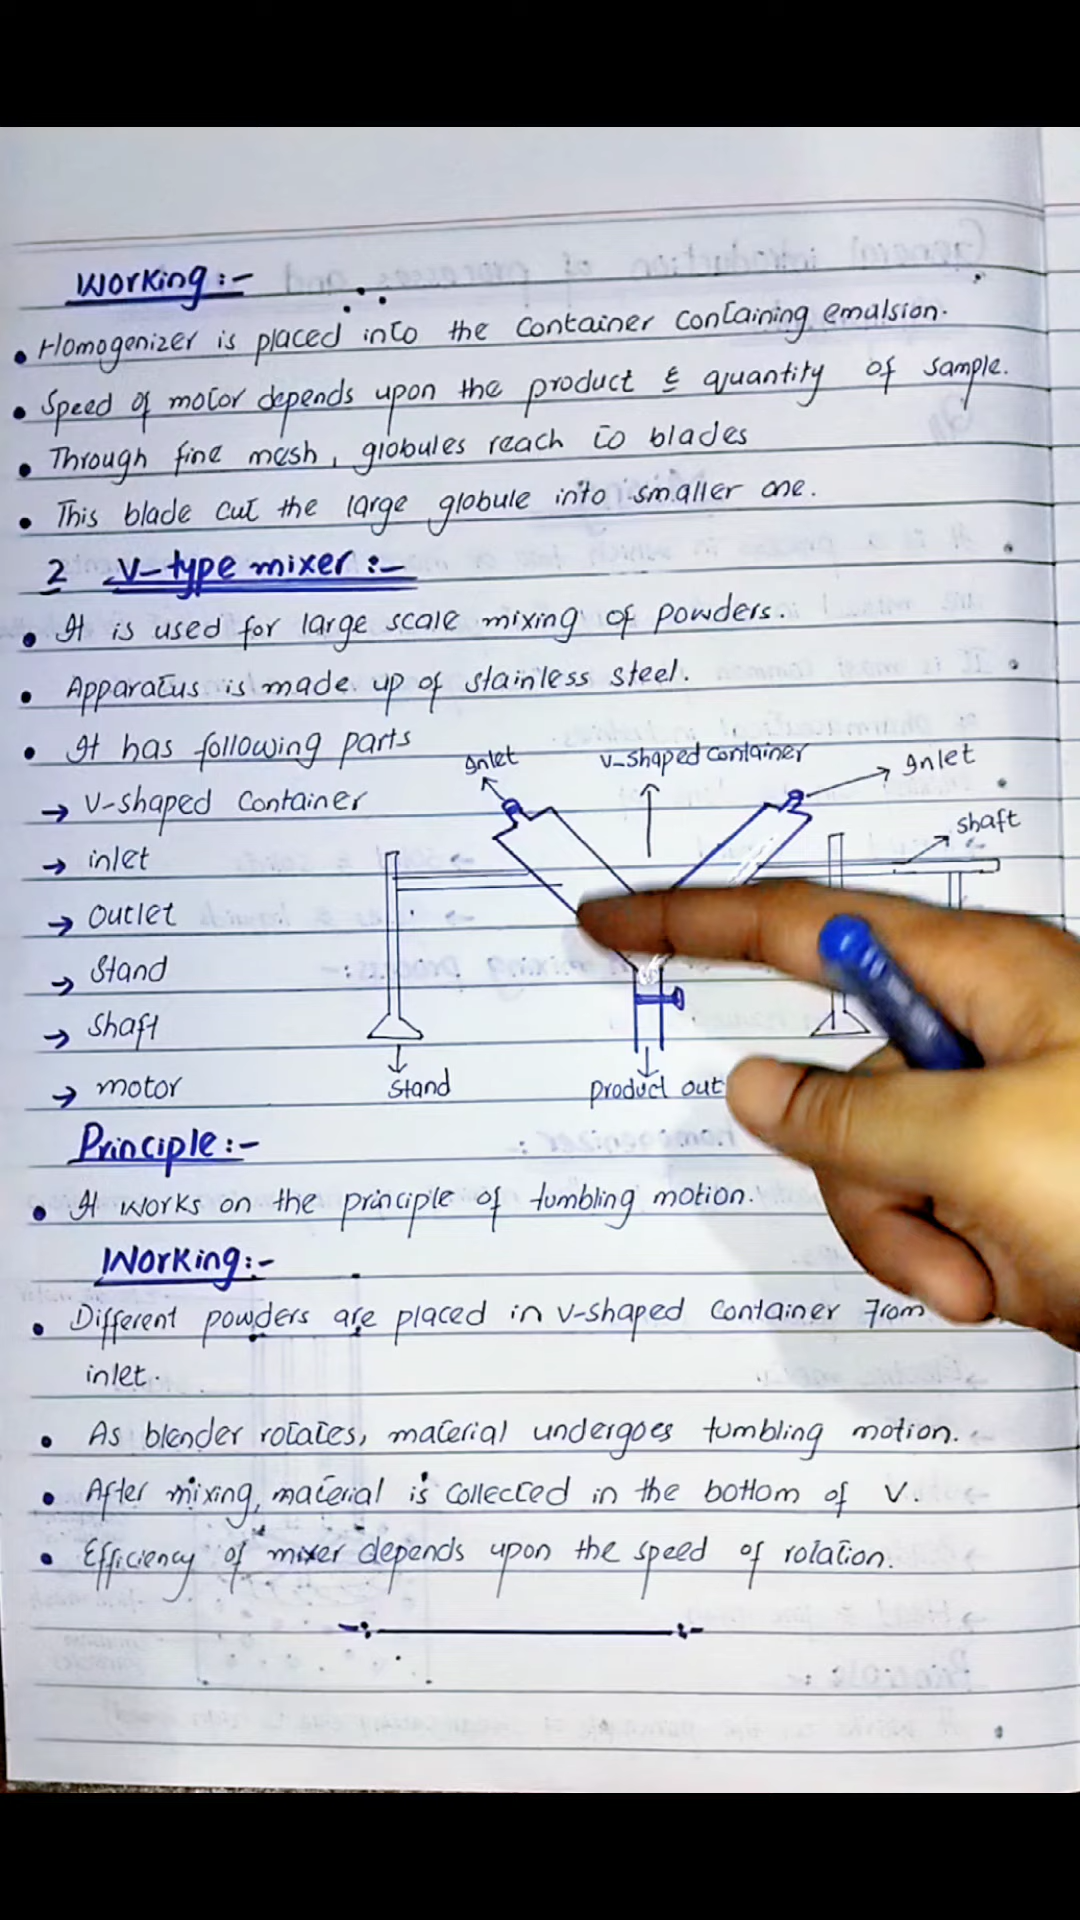 Working :-
• Homogenizer is placed into the container containing emulsion.
• Speed of motor depends upon the product & quantity of sample.
• Through fine mesh, globules reach to blades
• This blade cut the large globule into smaller one.
2 V-type mixer :-
• It is used for large scale mixing of powders.
• Apparatus is made up of stainless steel.
• It has following parts
Inlet
V-shaped container
Inlet
→ V-shaped Container
shaft
→ inlet
→ Outlet
→ Stand
→ Shaft
→ motor
Stand
Product out
Principle :-
• It works on the principle of tumbling motion.
Working :-
• Different powders are placed in V-shaped Container from
inlet.
• As blender rotates, material undergoes tumbling motion.
• After mixing, material is collected in the bottom of V.
• Efficiency of mixer depends upon the speed of rotation.